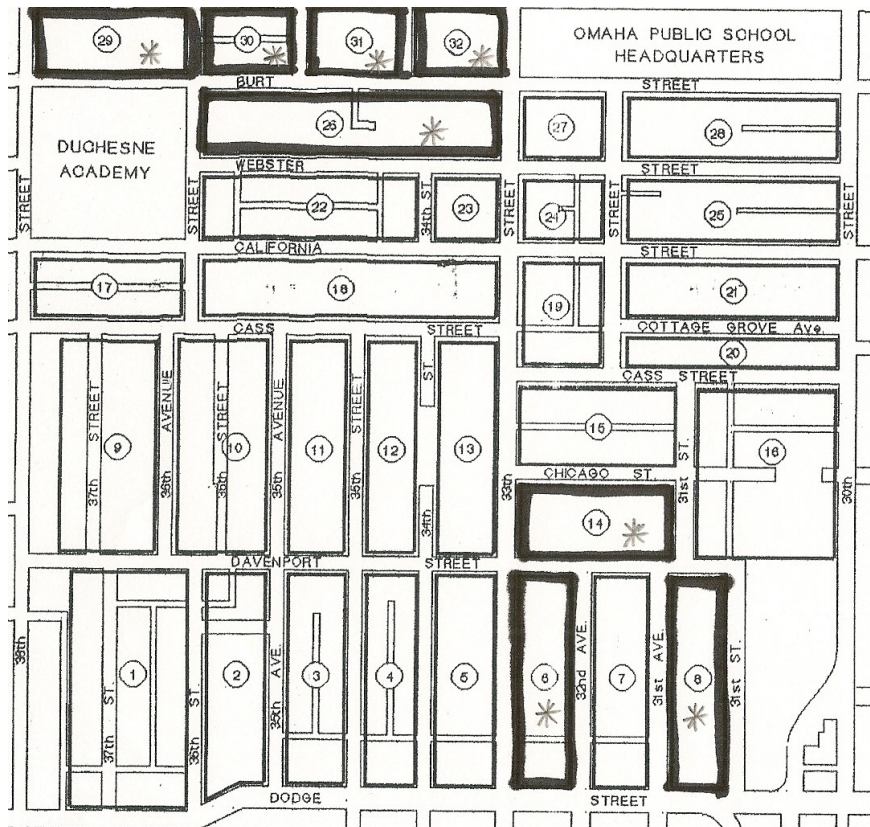 29
30
31
32
OMAHA PUBLIC SCHOOL
HEADQUARTERS
BURT
STREET
DUCHESNE
ACADEMY
26
27
28
WEBSTER
STREET
STREET
STREET
22
34th ST.
23
STREET
24
STREET
25
STREET
CALIFORNIA
STREET
17
18
19
21
CASS
STREET
COTTAGE GROVE Ave.
20
CASS STREET
9
37th STREET
36th AVENUE
10
36th STREET
35th AVENUE
11
35th STREET
12
ST.
34th
13
33th
15
31st ST.
16
30th
CHICAGO ST.
14
DAVENPORT
STREET
38th
1
37th ST.
36th ST.
2
35th AVE.
3
4
5
6
32nd AVE.
7
31st AVE.
8
31st ST.
DODGE
STREET